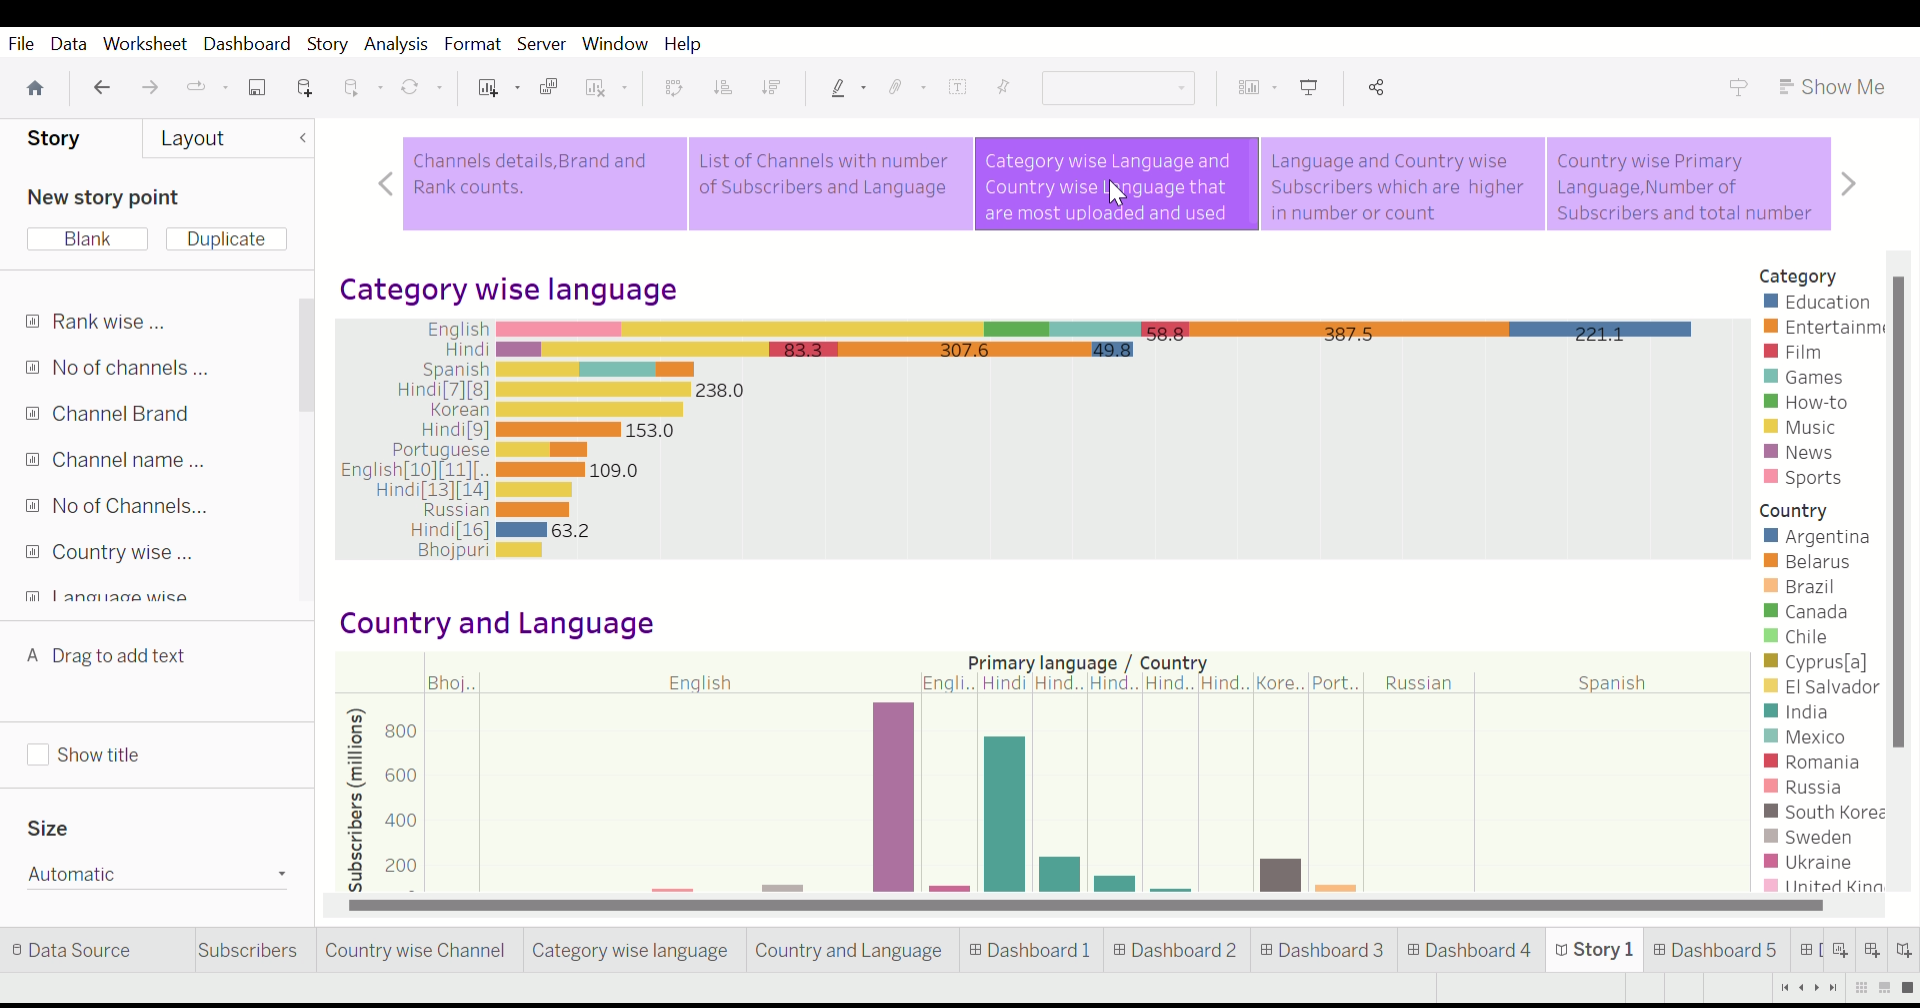 File Data Worksheet Dashboard Story Analysis Format Server Window Help
Show Me
Story Layout
New story point
Blank Duplicate
Rank wise ...
No of channels ...
Channel Brand
Channel name ...
No of Channels...
Country wise ...
Language wise
A Drag to add text
Show title
Size
Automatic
Channels details,Brand and
Rank counts.
List of Channels with number
of Subscribers and Language
Category wise Language and
Country wise Language that
are most uploaded and used
Language and Country wise
Subscribers which are higher
in number or count
Country wise Primary
Language,Number of
Subscribers and total number
Category wise language
English 58.8 387.5 221.1
Hindi 83.3 307.6 49.8
Spanish
Hindi[7][8] 238.0
Korean
Hindi[9] 153.0
Portuguese
English[10][11][.. 109.0
Hindi[13][14]
Russian
Hindi[16] 63.2
Bhojpuri
Country and Language
Primary language / Country
Bhoj.. English Engli.. Hindi Hind.. Hind.. Hind.. Hind.. Kore.. Port.. Russian Spanish
Subscribers (millions)
800
600
400
200
Category
Education
Entertainme
Film
Games
How-to
Music
News
Sports
Country
Argentina
Belarus
Brazil
Canada
Chile
Cyprus[a]
El Salvador
India
Mexico
Romania
Russia
South Korea
Sweden
Ukraine
United King
Data Source Subscribers Country wise Channel Category wise language Country and Language Dashboard 1 Dashboard 2 Dashboard 3 Dashboard 4 Story 1 Dashboard 5